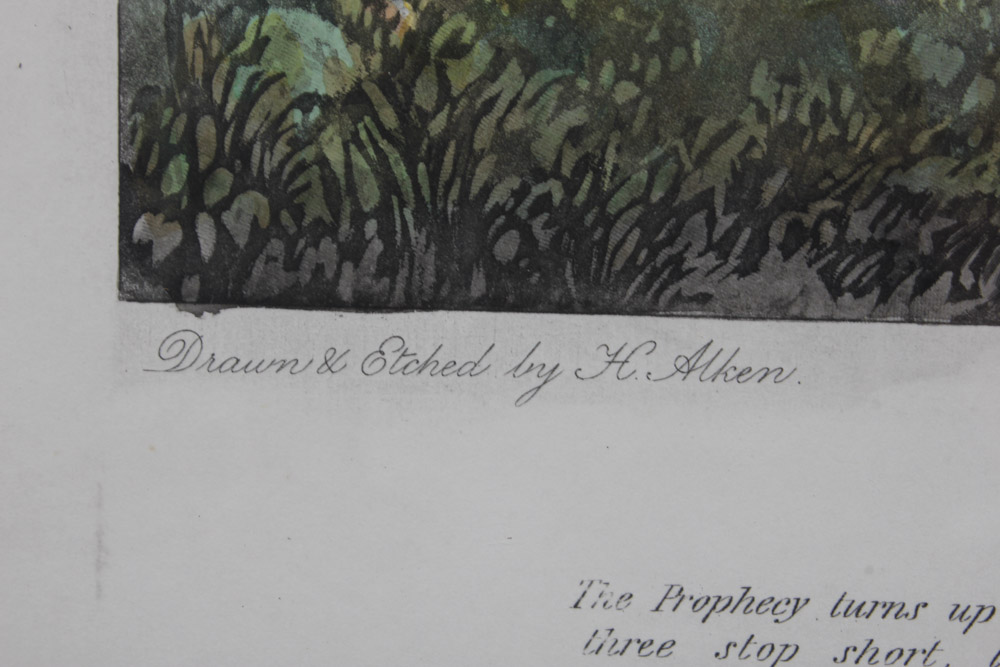 Drawn & Etched by H. Alken.
The Prophecy turns up
three stop short.